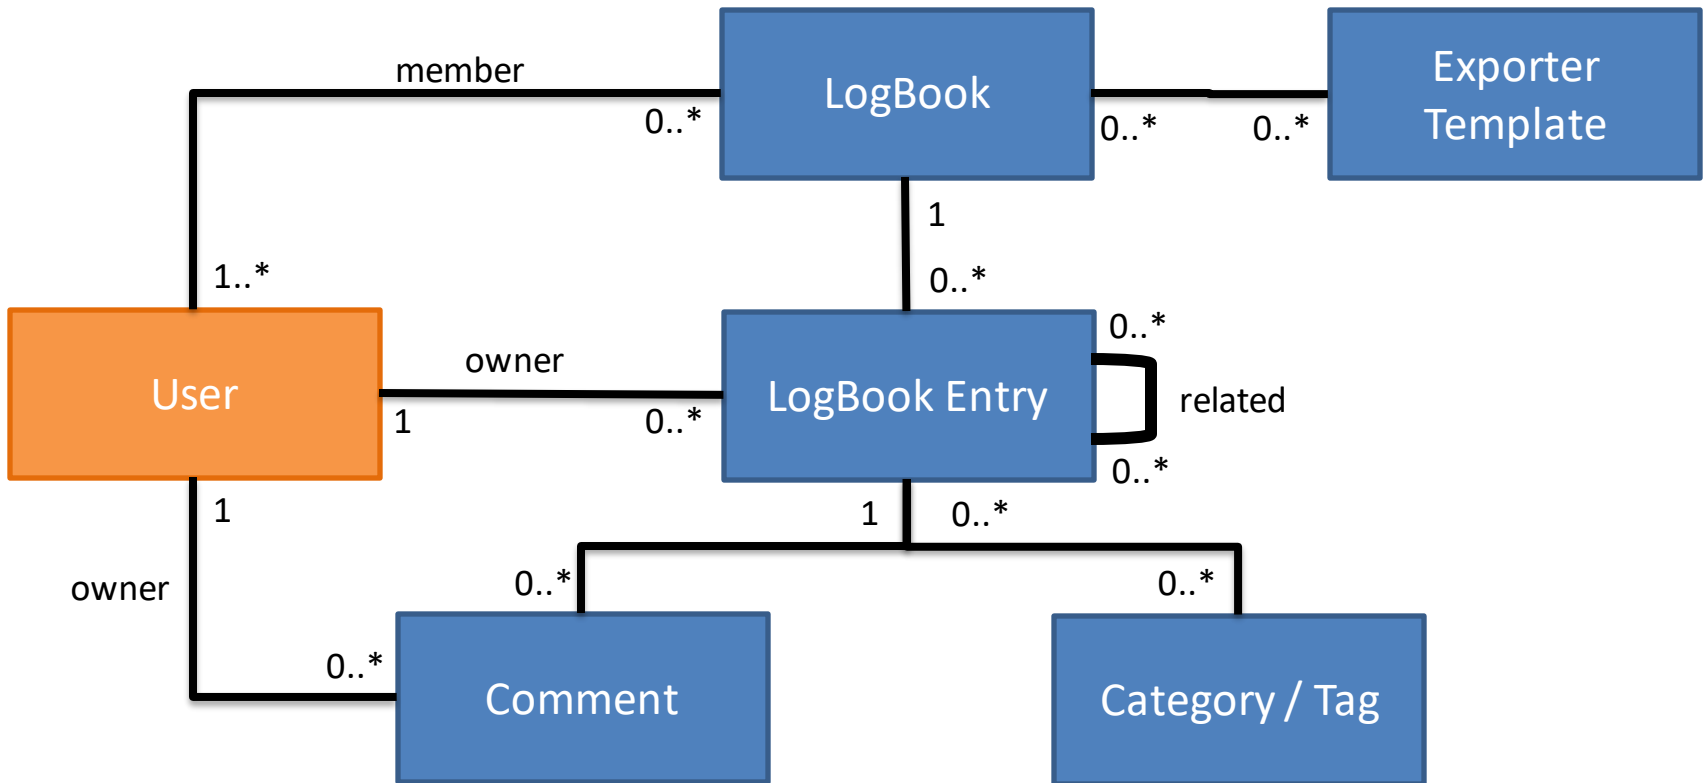 member
LogBook
Exporter
Template
0..*
0..*
0..*
1
1..*
0..*
0..*
User
owner
LogBook Entry
related
1
0..*
0..*
1
1
0..*
owner
0..*
0..*
0..*
Comment
Category / Tag